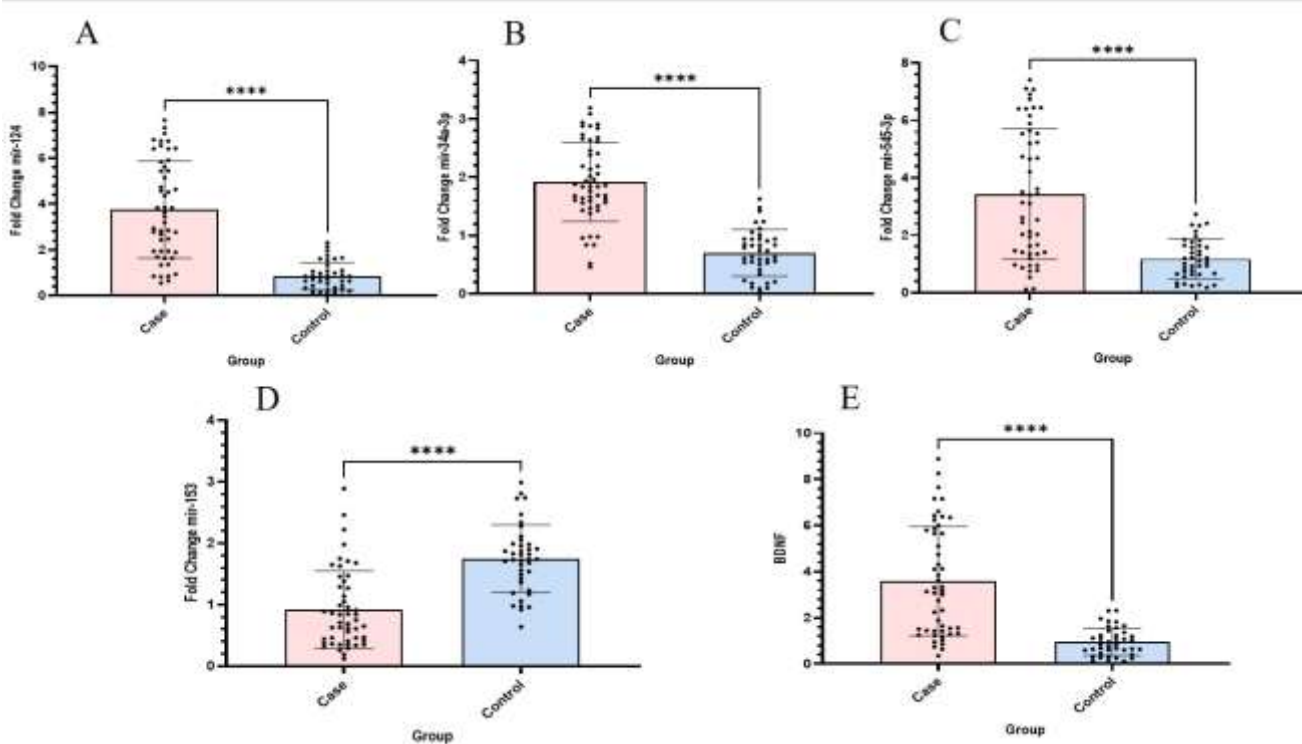 A
Fold Change mir-124
10
8
6
4
2
0
****
Case
Control
Group
B
Fold Change mir-34a-3p
4
3
2
1
0
****
Case
Control
Group
C
Fold Change mir-545-3p
8
6
4
2
0
****
Case
Control
Group
D
Fold Change mir-153
4
3
2
1
0
****
Case
Control
Group
E
BDNF
10
8
6
4
2
0
****
Case
Control
Group